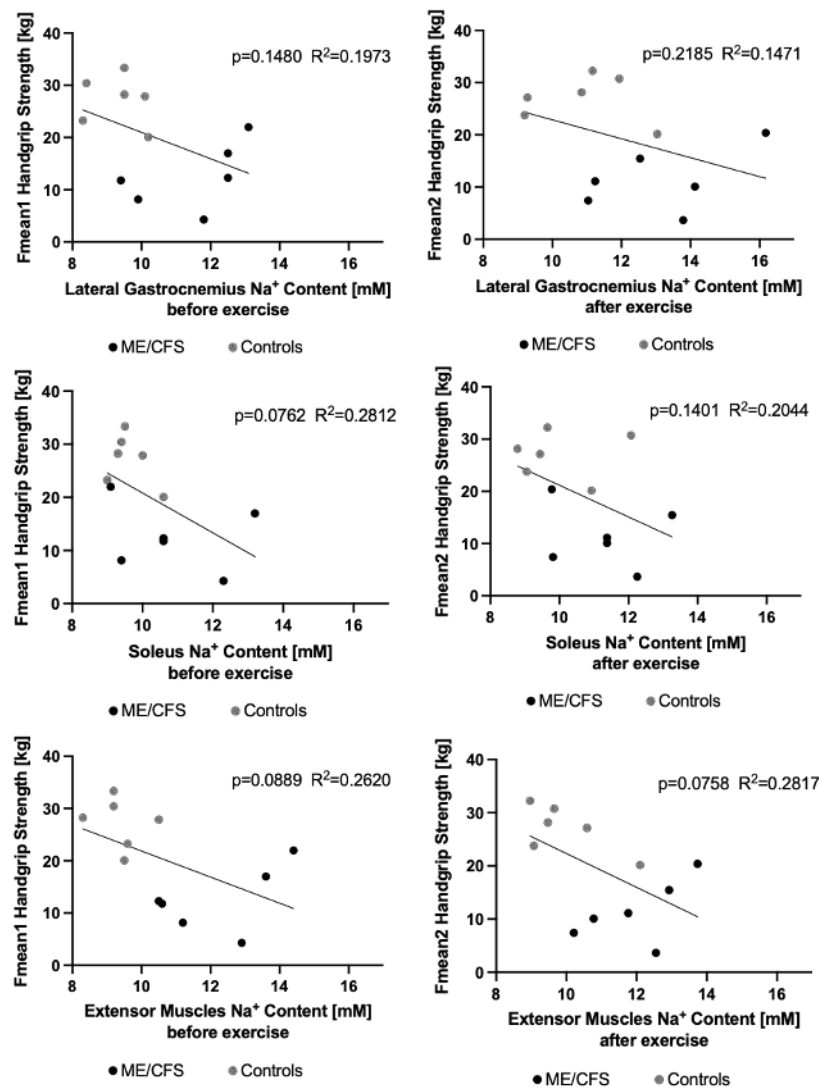 p=0.1480 R²=0.1973
Fmean1 Handgrip Strength [kg]
40
30
20
10
0
8 10 12 14 16
Lateral Gastrocnemius Na⁺ Content [mM]
before exercise
ME/CFS Controls
p=0.2185 R²=0.1471
Fmean2 Handgrip Strength [kg]
40
30
20
10
0
8 10 12 14 16
Lateral Gastrocnemius Na⁺ Content [mM]
after exercise
ME/CFS Controls
p=0.0762 R²=0.2812
Fmean1 Handgrip Strength [kg]
40
30
20
10
0
8 10 12 14 16
Soleus Na⁺ Content [mM]
before exercise
ME/CFS Controls
p=0.1401 R²=0.2044
Fmean2 Handgrip Strength [kg]
40
30
20
10
0
8 10 12 14 16
Soleus Na⁺ Content [mM]
after exercise
ME/CFS Controls
p=0.0889 R²=0.2620
Fmean1 Handgrip Strength [kg]
40
30
20
10
0
8 10 12 14 16
Extensor Muscles Na⁺ Content [mM]
before exercise
ME/CFS Controls
p=0.0758 R²=0.2817
Fmean2 Handgrip Strength [kg]
40
30
20
10
0
8 10 12 14 16
Extensor Muscles Na⁺ Content [mM]
after exercise
ME/CFS Controls